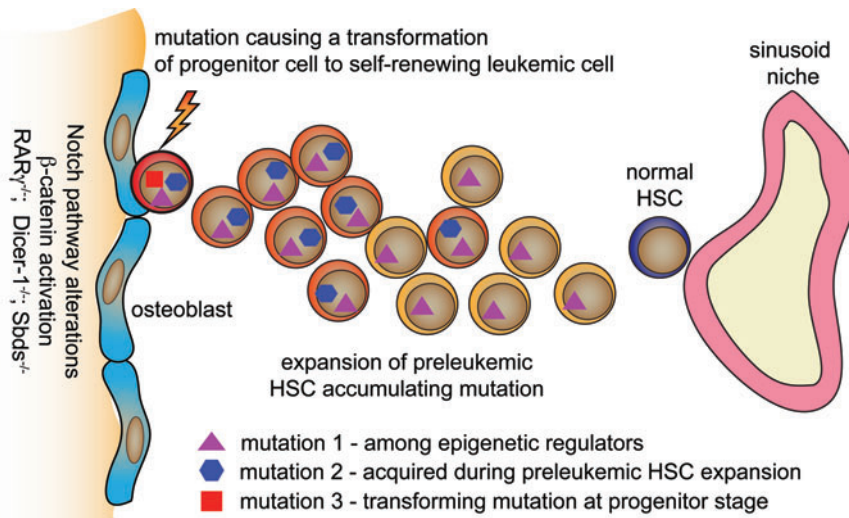 mutation causing a transformation
of progenitor cell to self-renewing leukemic cell
sinusoid
niche
Notch pathway alterations
β-catenin activation
RARγ-/-; Dicer-1-/-; Sbds-/-
normal
HSC
osteoblast
expansion of preleukemic
HSC accumulating mutation
mutation 1 - among epigenetic regulators
mutation 2 - acquired during preleukemic HSC expansion
mutation 3 - transforming mutation at progenitor stage